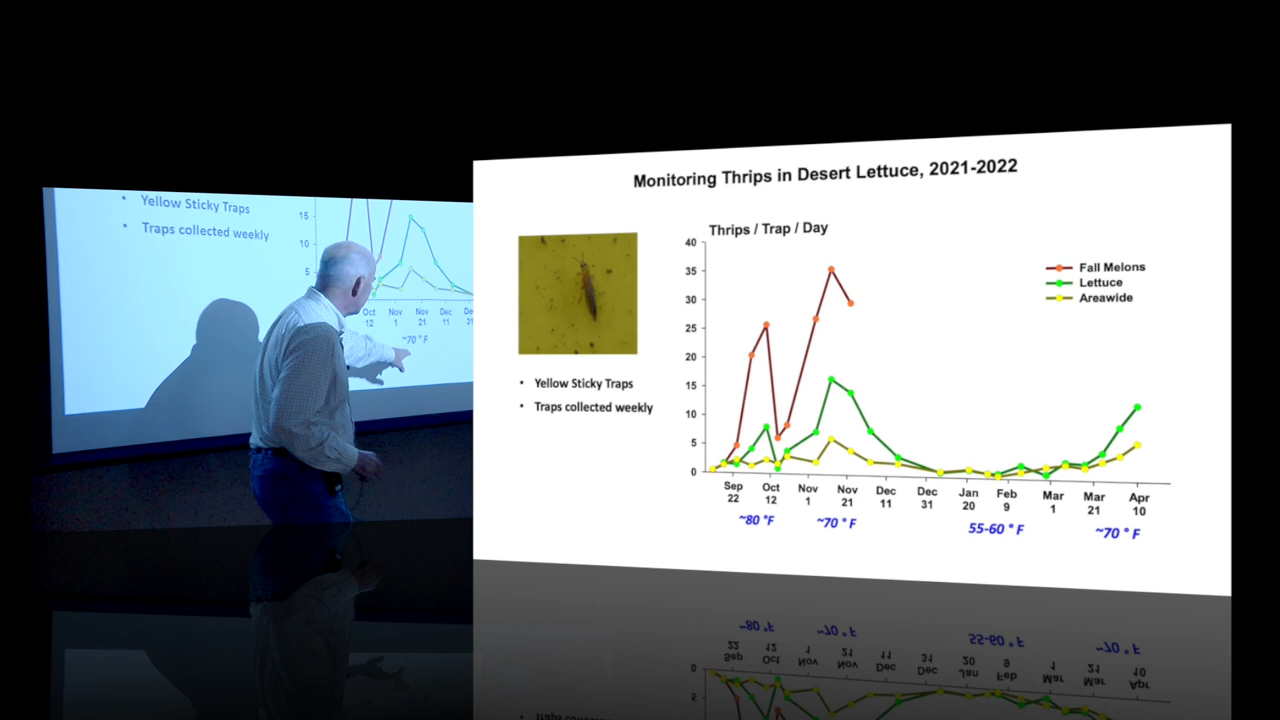 Yellow Sticky Traps
Traps collected weekly
15
10
5
Oct
12
Nov
1
Nov
21
Dec
11
~70 ° F
Monitoring Thrips in Desert Lettuce, 2021-2022
Thrips / Trap / Day
40
35
30
25
20
15
10
5
0
Fall Melons
Lettuce
Areawide
• Yellow Sticky Traps
• Traps collected weekly
Sep Oct Nov Nov Dec Dec Jan Feb Mar Mar Apr
22 12 1 21 11 31 20 9 1 21 10
~80 °F ~70 ° F 55-60 ° F ~70 ° F